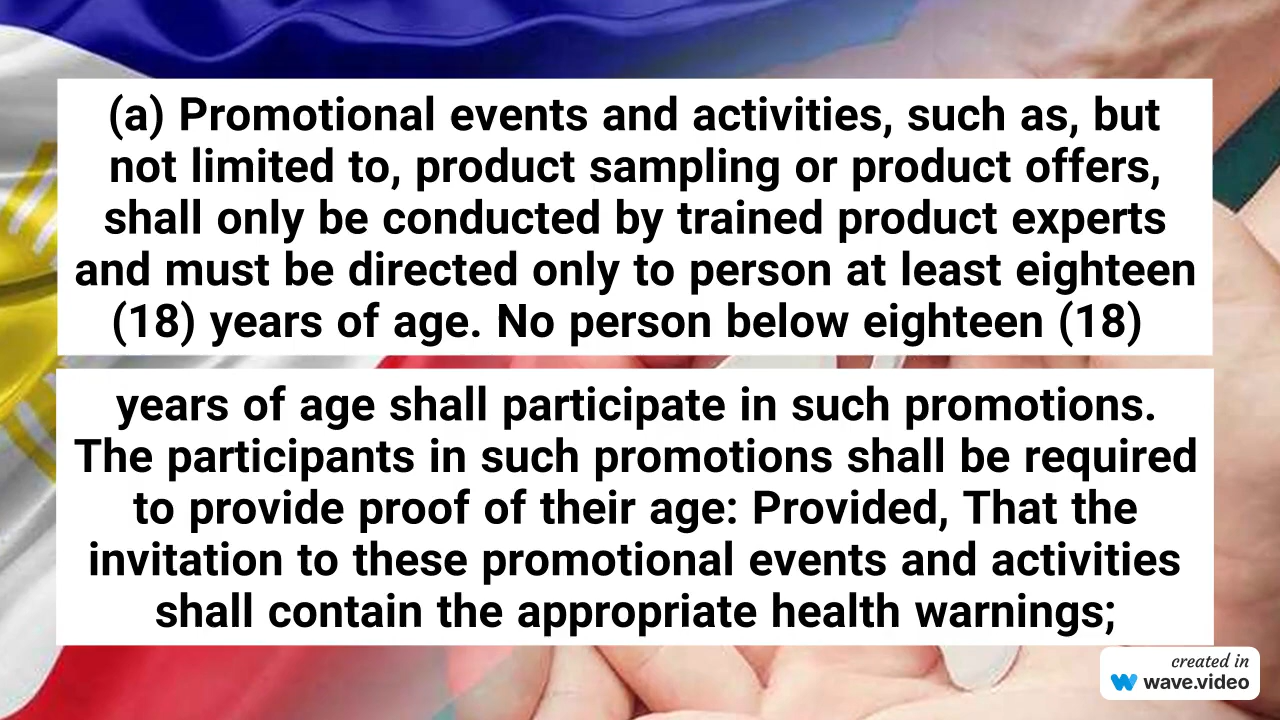 (a) Promotional events and activities, such as, but
not limited to, product sampling or product offers,
shall only be conducted by trained product experts
and must be directed only to person at least eighteen
(18) years of age. No person below eighteen (18)
years of age shall participate in such promotions.
The participants in such promotions shall be required
to provide proof of their age: Provided, That the
invitation to these promotional events and activities
shall contain the appropriate health warnings;
created in
wave.video